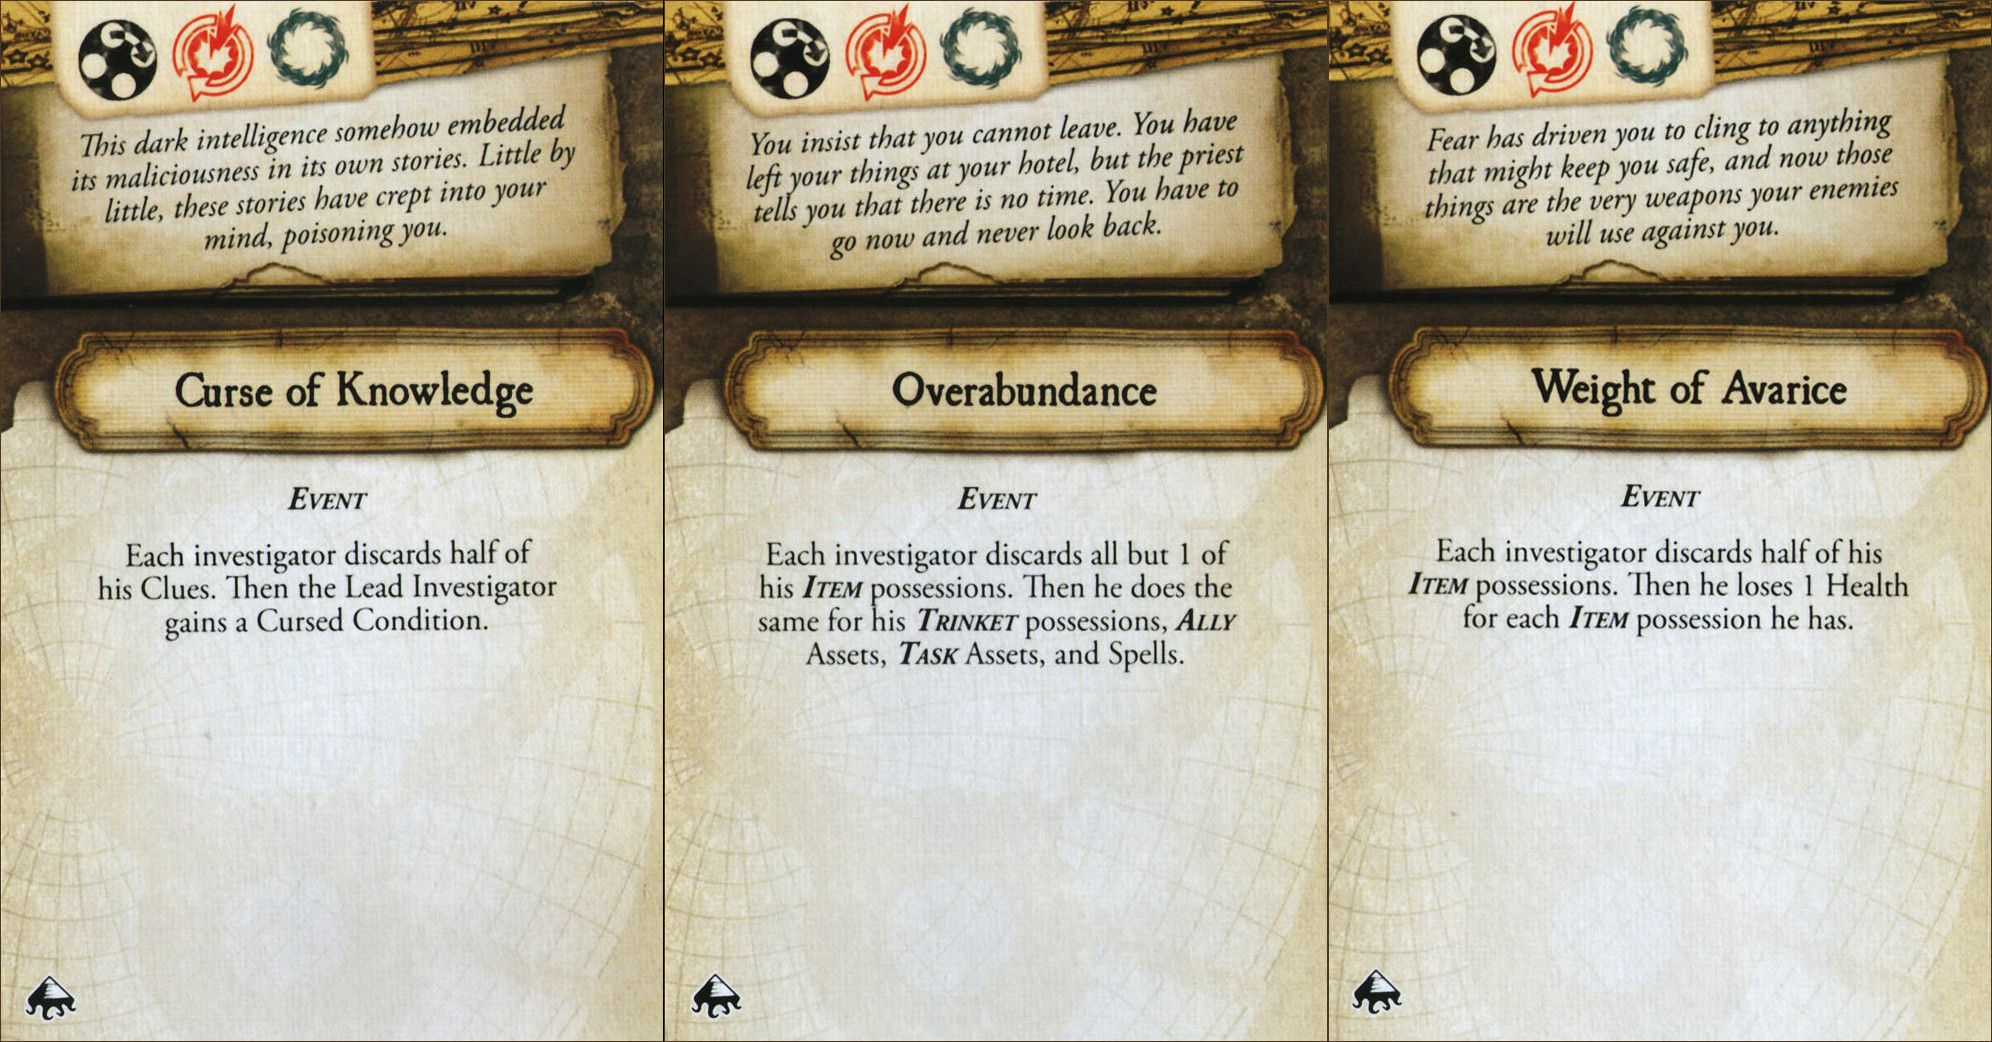 This dark intelligence somehow embedded
its maliciousness in its own stories. Little by
little, these stories have crept into your
mind, poisoning you.
Curse of Knowledge
EVENT
Each investigator discards half of
his Clues. Then the Lead Investigator
gains a Cursed Condition.
You insist that you cannot leave. You have
left your things at your hotel, but the priest
tells you that there is no time. You have to
go now and never look back.
Overabundance
EVENT
Each investigator discards all but 1 of
his ITEM possessions. Then he does the
same for his TRINKET possessions, ALLY
Assets, TASK Assets, and Spells.
Fear has driven you to cling to anything
that might keep you safe, and now those
things are the very weapons your enemies
will use against you.
Weight of Avarice
EVENT
Each investigator discards half of his
ITEM possessions. Then he loses 1 Health
for each ITEM possession he has.